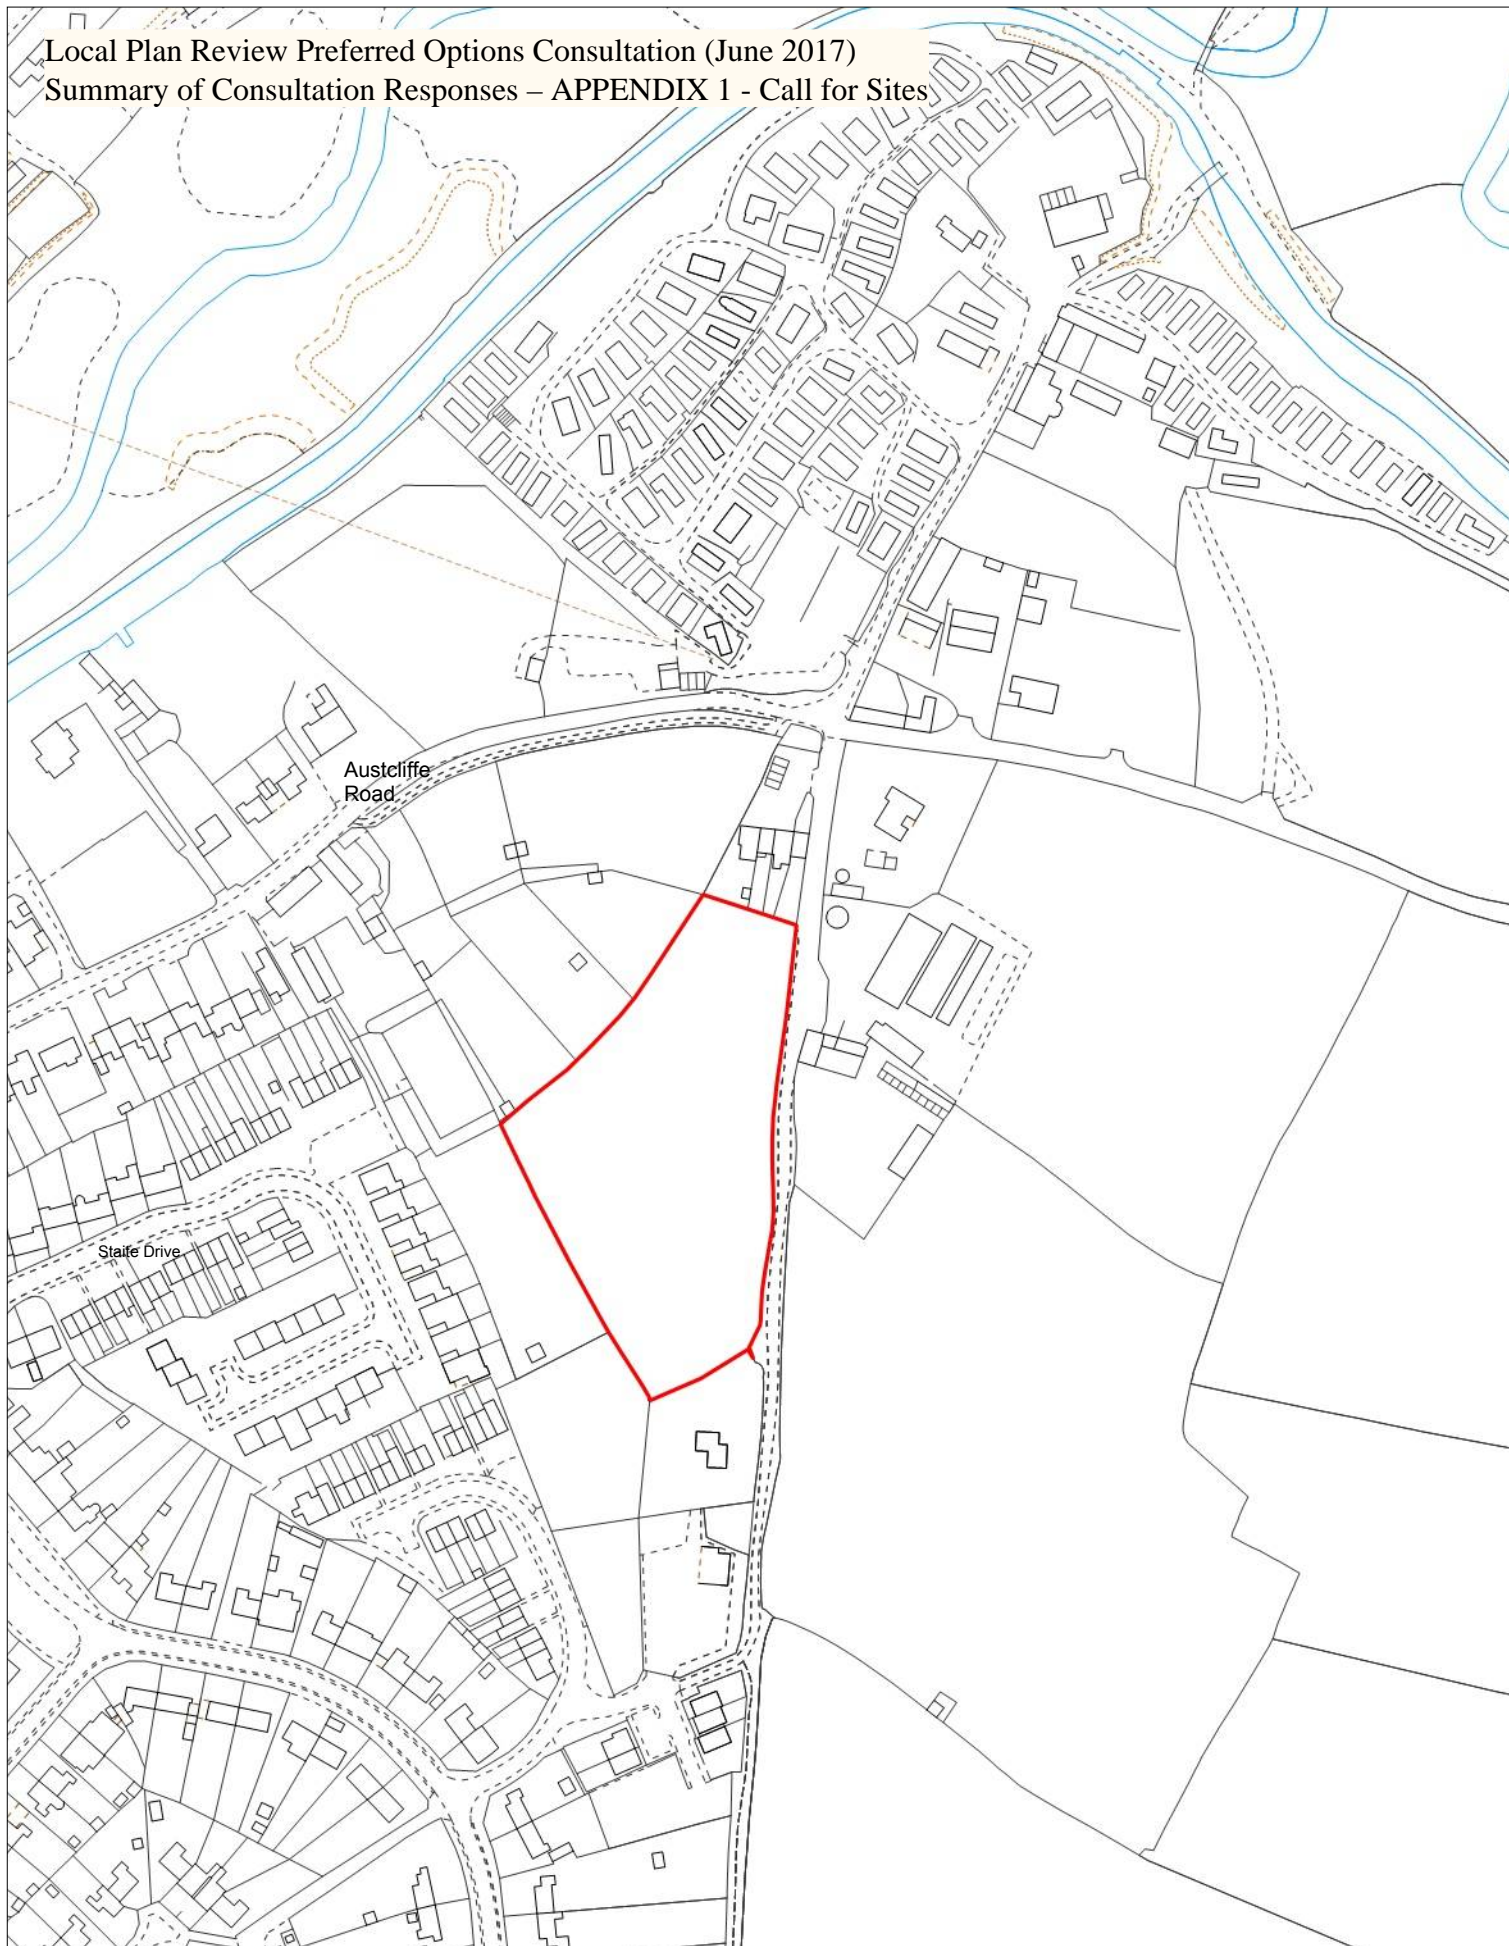 Local Plan Review Preferred Options Consultation (June 2017)
Summary of Consultation Responses – APPENDIX 1 - Call for Sites
Austcliffe
Road
Staite Drive